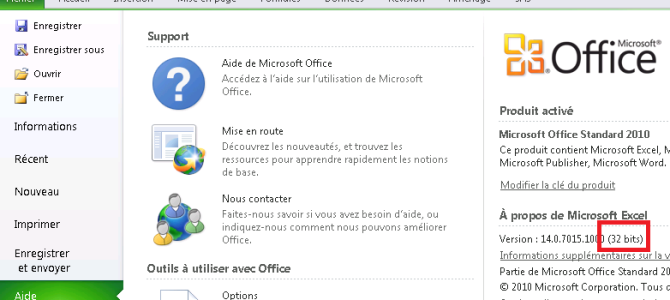 Fichier Accueil Insertion Mise en page Formules Données Révision Affichage SAS
Enregistrer
Enregistrer sous
Ouvrir
Fermer
Informations
Récent
Nouveau
Imprimer
Enregistrer
et envoyer
Aide
Support
Aide de Microsoft Office
Accédez à l'aide sur l'utilisation de Microsoft
Office.
Mise en route
Découvrez les nouveautés, et trouvez les
ressources pour apprendre rapidement les notions
de base.
Nous contacter
Faites-nous savoir si vous avez besoin d'aide, ou
indiquez-nous comment nous pouvons améliorer
Office.
Outils à utiliser avec Office
Options
Microsoft®
Office
Produit activé
Microsoft Office Standard 2010
Ce produit contient Microsoft Excel, M
Microsoft Publisher, Microsoft Word.
Modifier la clé du produit
À propos de Microsoft Excel
Version : 14.0.7015.1000 (32 bits)
Informations supplémentaires sur la v
Partie de Microsoft Office Standard 20
© 2010 Microsoft Corporation. Tous d